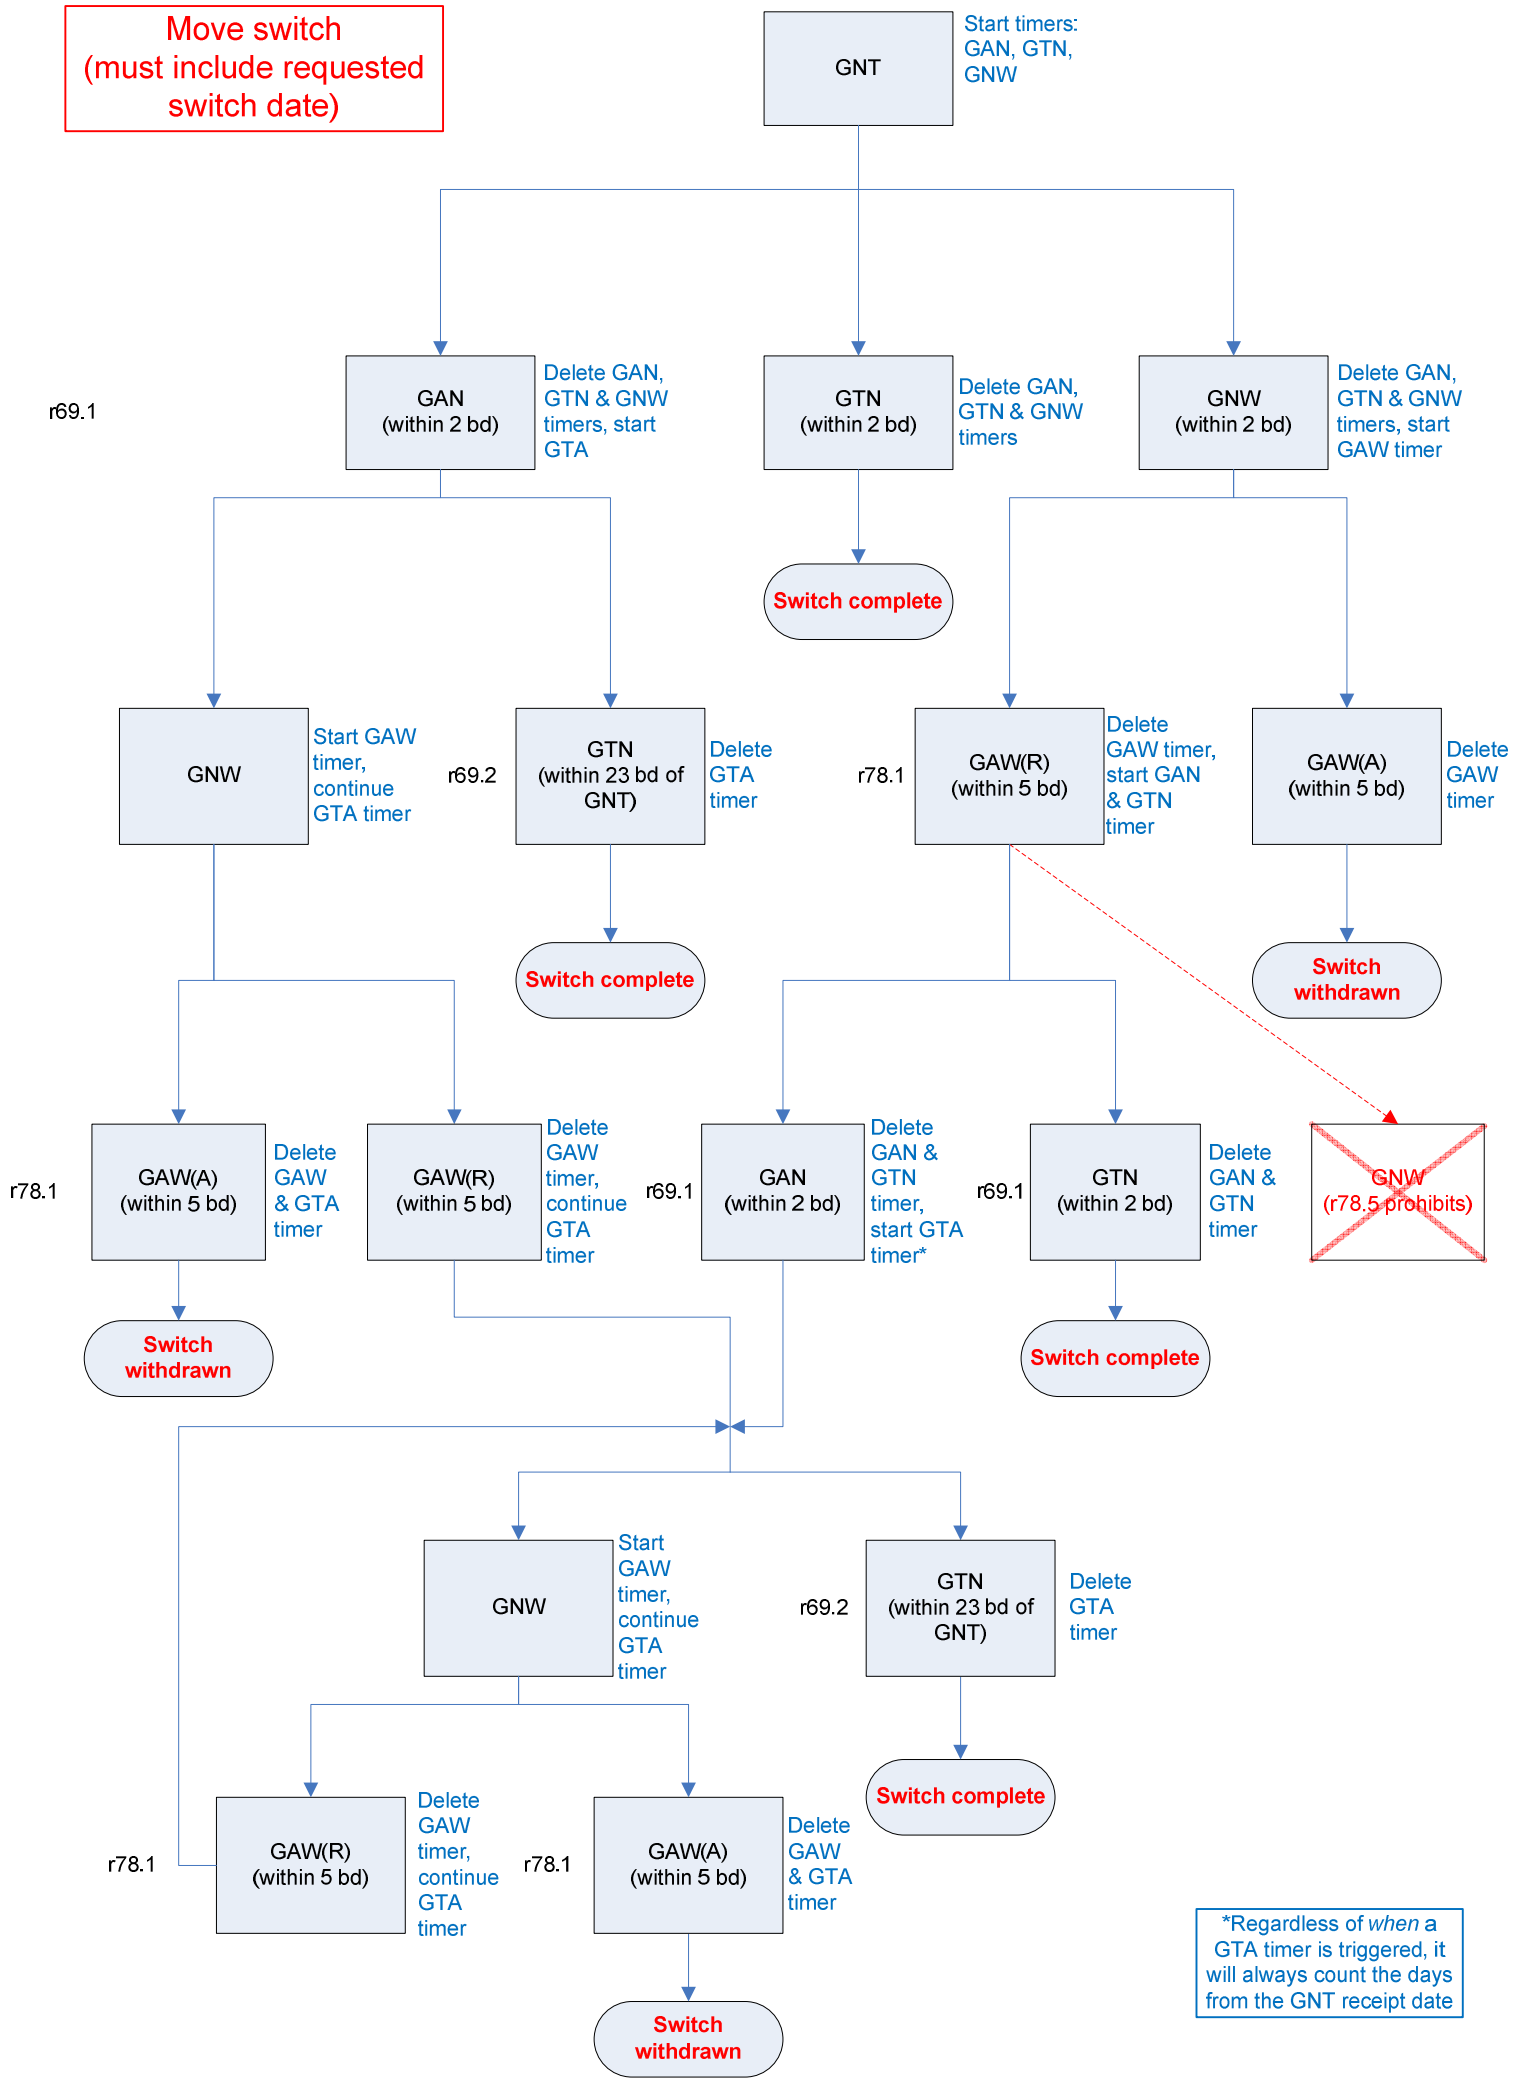 Move switch
(must include requested
switch date)
GNT
Start timers:
GAN, GTN,
GNW
r69.1
GAN
(within 2 bd)
Delete GAN,
GTN & GNW
timers, start
GTA
GTN
(within 2 bd)
Delete GAN,
GTN & GNW
timers
GNW
(within 2 bd)
Delete GAN,
GTN & GNW
timers, start
GAW timer
Switch complete
GNW
Start GAW
timer,
continue
GTA timer
r69.2
GTN
(within 23 bd of
GNT)
Delete
GTA
timer
r78.1
GAW(R)
(within 5 bd)
Delete
GAW timer,
start GAN
& GTN
timer
GAW(A)
(within 5 bd)
Delete
GAW
timer
Switch complete
Switch
withdrawn
r78.1
GAW(A)
(within 5 bd)
Delete
GAW
& GTA
timer
GAW(R)
(within 5 bd)
Delete
GAW
timer,
continue
GTA
timer
r69.1
GAN
(within 2 bd)
Delete
GAN &
GTN
timer,
start GTA
timer*
r69.1
GTN
(within 2 bd)
Delete
GAN &
GTN
timer
GNW
(r78.5 prohibits)
Switch
withdrawn
Switch complete
GNW
Start
GAW
timer,
continue
GTA
timer
r69.2
GTN
(within 23 bd of
GNT)
Delete
GTA
timer
Switch complete
r78.1
GAW(R)
(within 5 bd)
Delete
GAW
timer,
continue
GTA
timer
r78.1
GAW(A)
(within 5 bd)
Delete
GAW
& GTA
timer
Switch
withdrawn
*Regardless of when a
GTA timer is triggered, it
will always count the days
from the GNT receipt date